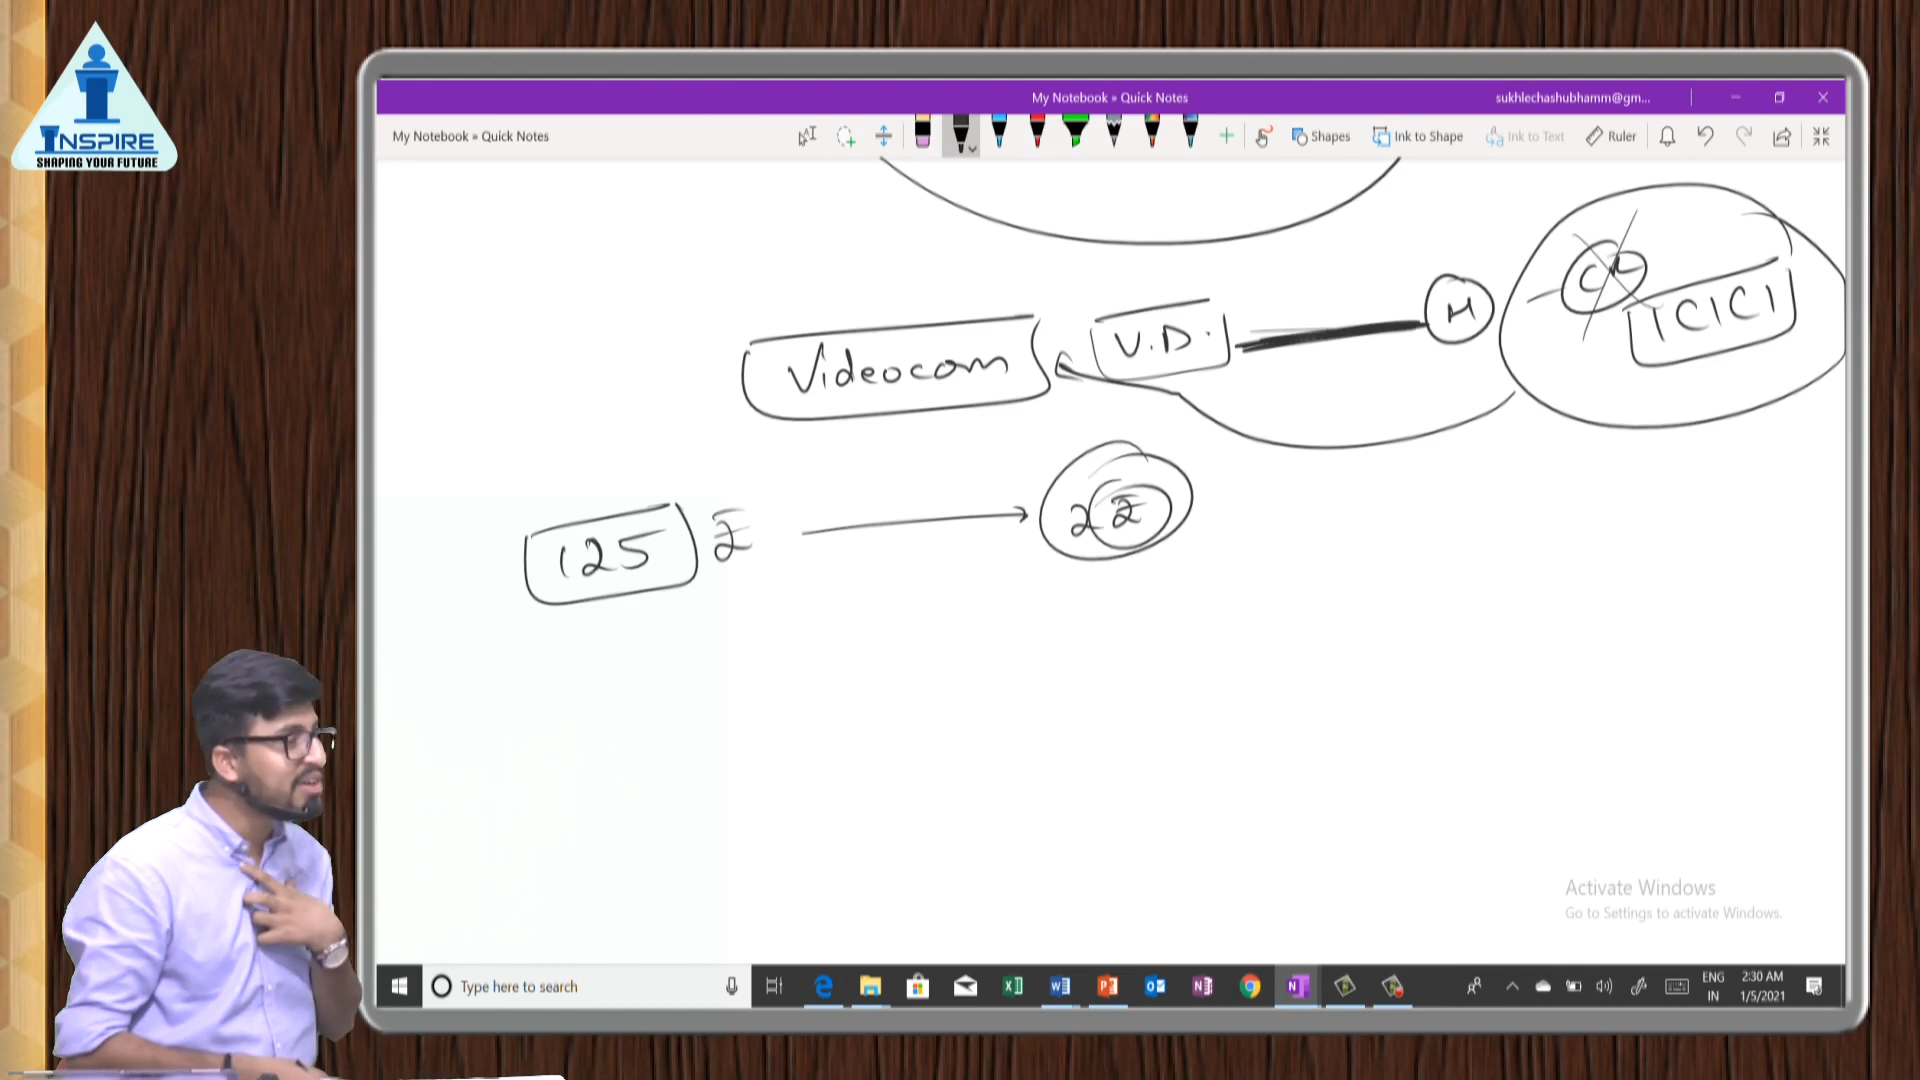 INSPIRE
SHAPING YOUR FUTURE
My Notebook » Quick Notes
sukhlechashubhamm@gm...
My Notebook » Quick Notes
Shapes
Ink to Shape
Ink to Text
Ruler
Videocom
V.D.
H
ICICI
125
2
Activate Windows
Go to Settings to activate Windows.
Type here to search
ENG
IN
2:30 AM
1/5/2021